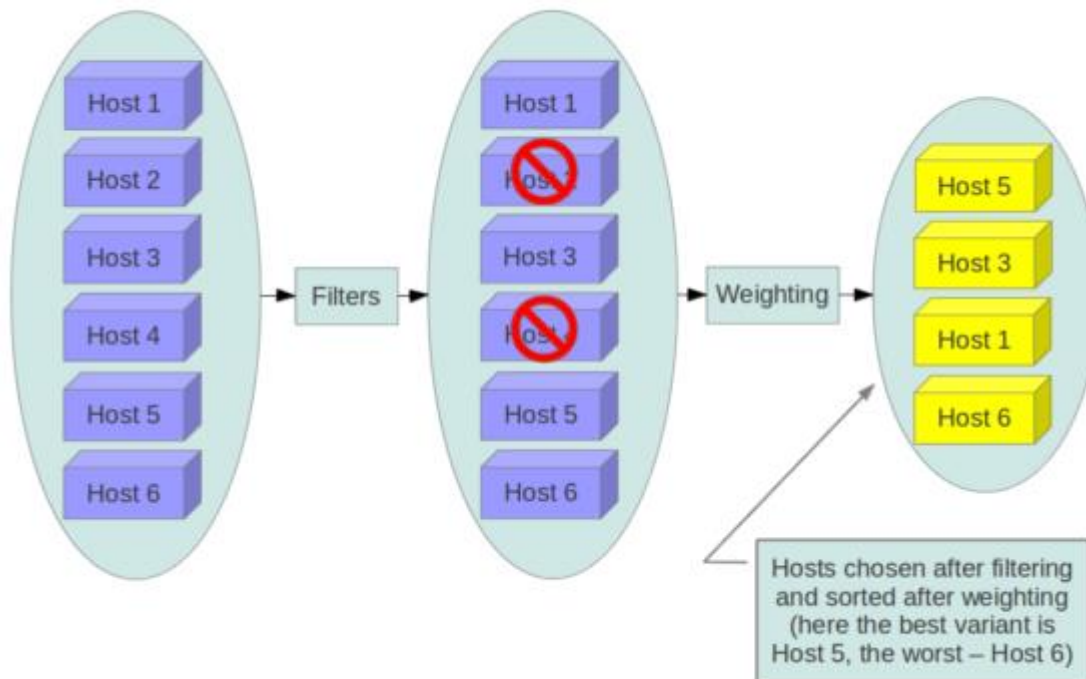 Host 1
Host 2
Host 3
Host 4
Host 5
Host 6
Filters
Host 1
Host 3
Host
Host 5
Host 6
Weighting
Host 5
Host 3
Host 1
Host 6
Hosts chosen after filtering
and sorted after weighting
(here the best variant is
Host 5, the worst – Host 6)